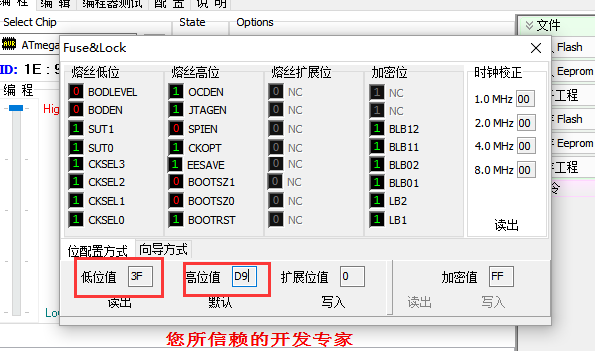 编 程 编 辑 编程器测试 配 置 说 明
Select Chip State Options
AVR ATmega
ID: 1E : 9
编 程
Hig
Lo
Fuse&Lock
熔丝低位 熔丝高位 熔丝扩展位 加密位 时钟校正
0 BODLEVEL 1 OCDEN 0 NC 1 NC
0 BODEN 1 JTAGEN 0 NC 1 NC
1 SUT1 0 SPIEN 0 NC 1 BLB12
1 SUT0 1 CKOPT 0 NC 1 BLB11
1 CKSEL3 1 EESAVE 0 NC 1 BLB02
1 CKSEL2 0 BOOTSZ1 0 NC 1 BLB01
1 CKSEL1 0 BOOTSZ0 0 NC 1 LB2
1 CKSEL0 1 BOOTRST 0 NC 1 LB1
1.0 MHz 00
2.0 MHz 00
4.0 MHz 00
8.0 MHz 00
读出
位配置方式 向导方式
低位值 3F 高位值 D9 扩展位值 0 加密值 FF
读出 默认 写入 读出 写入
您所信赖的开发专家
文件
Flash
Eeprom
工程
Flash
Eeprom
工程
令